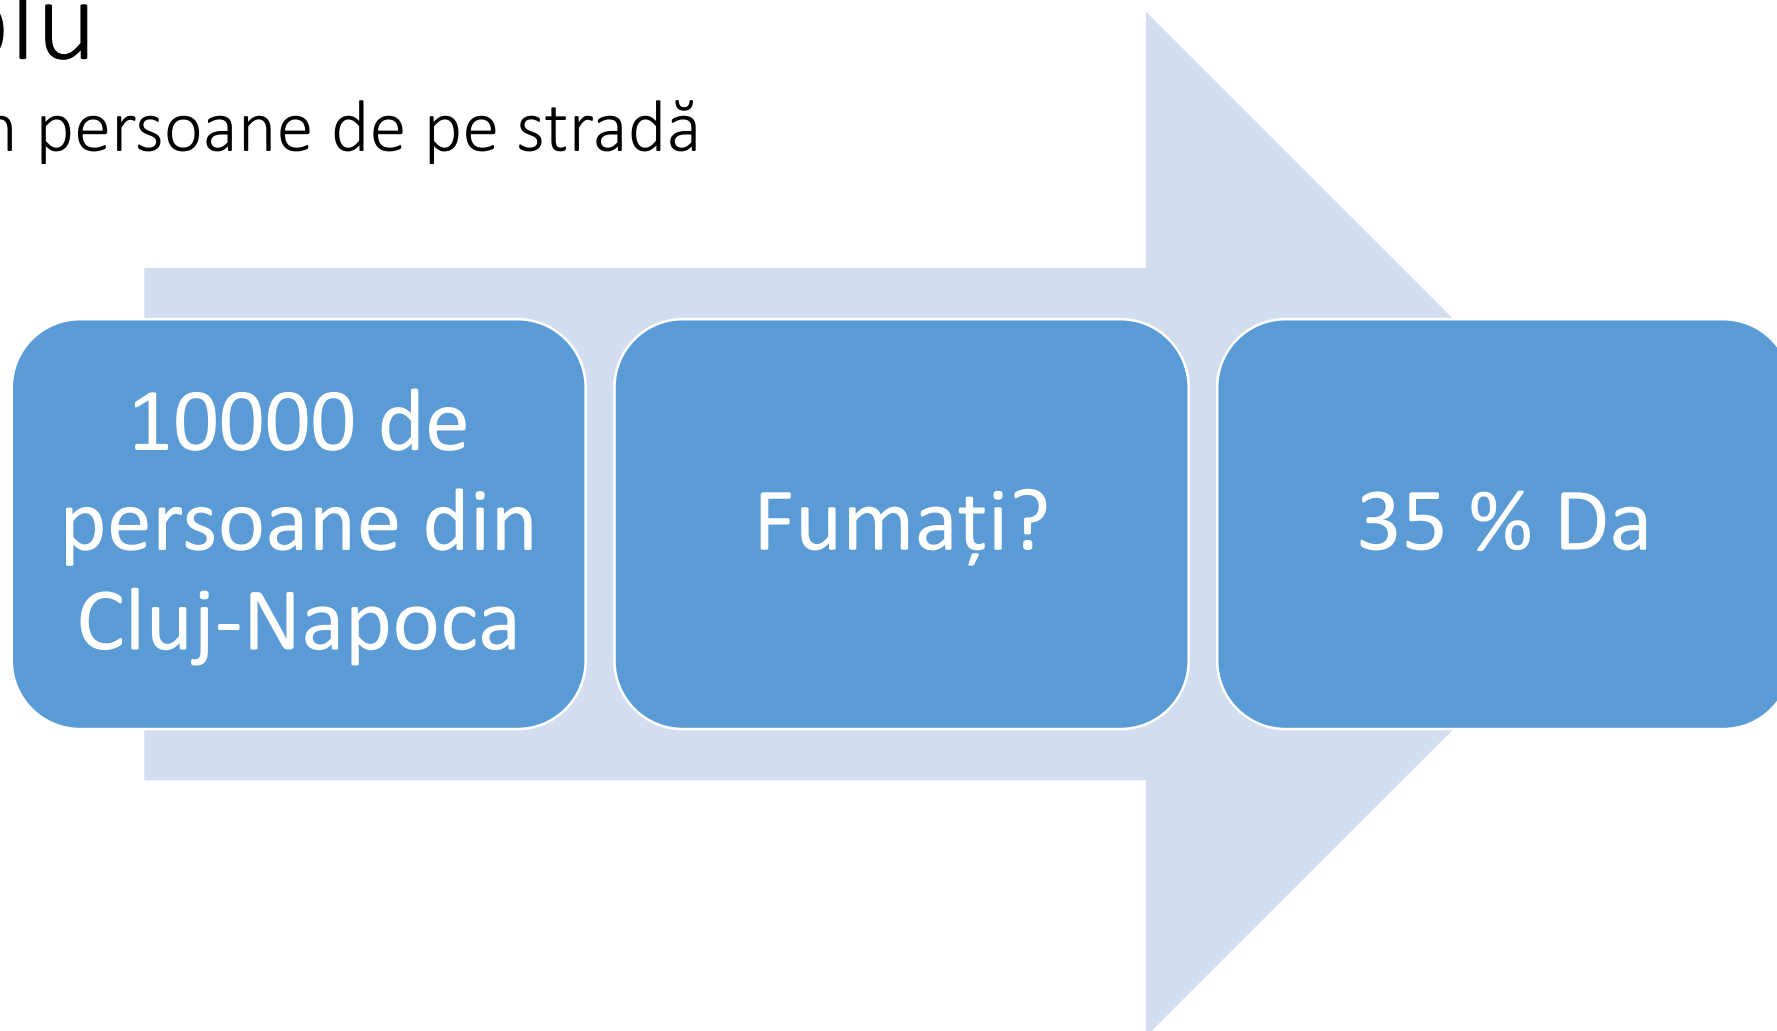 persoane de pe stradă
10000 de
persoane din
Cluj-Napoca
Fumați?
35 % Da